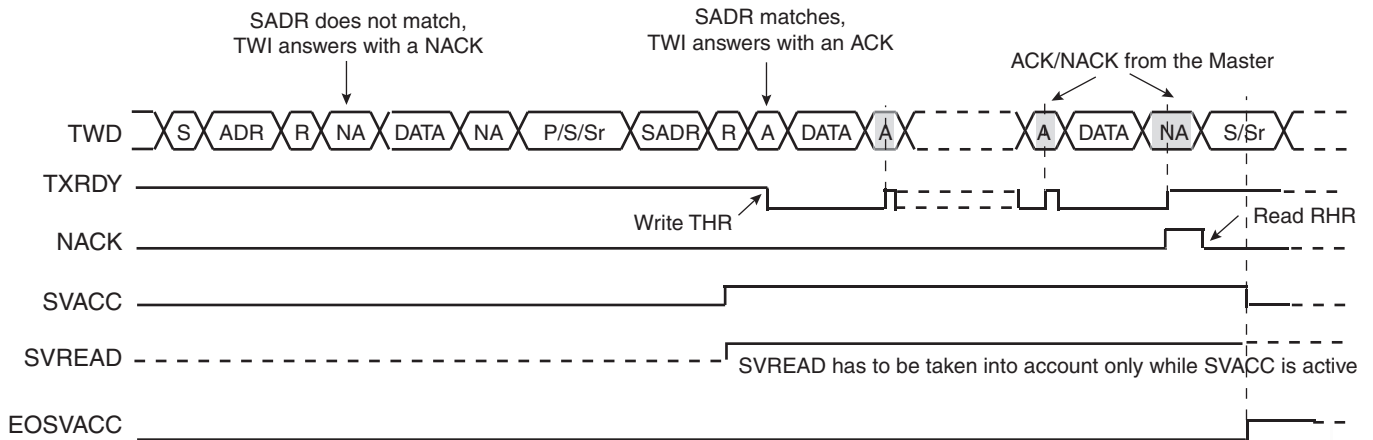 SADR does not match,
TWI answers with a NACK
SADR matches,
TWI answers with an ACK
ACK/NACK from the Master
TWD S ADR R NA DATA NA P/S/Sr SADR R A DATA A A DATA NA S/Sr
TXRDY
Write THR
Read RHR
NACK
SVACC
SVREAD
SVREAD has to be taken into account only while SVACC is active
EOSVACC